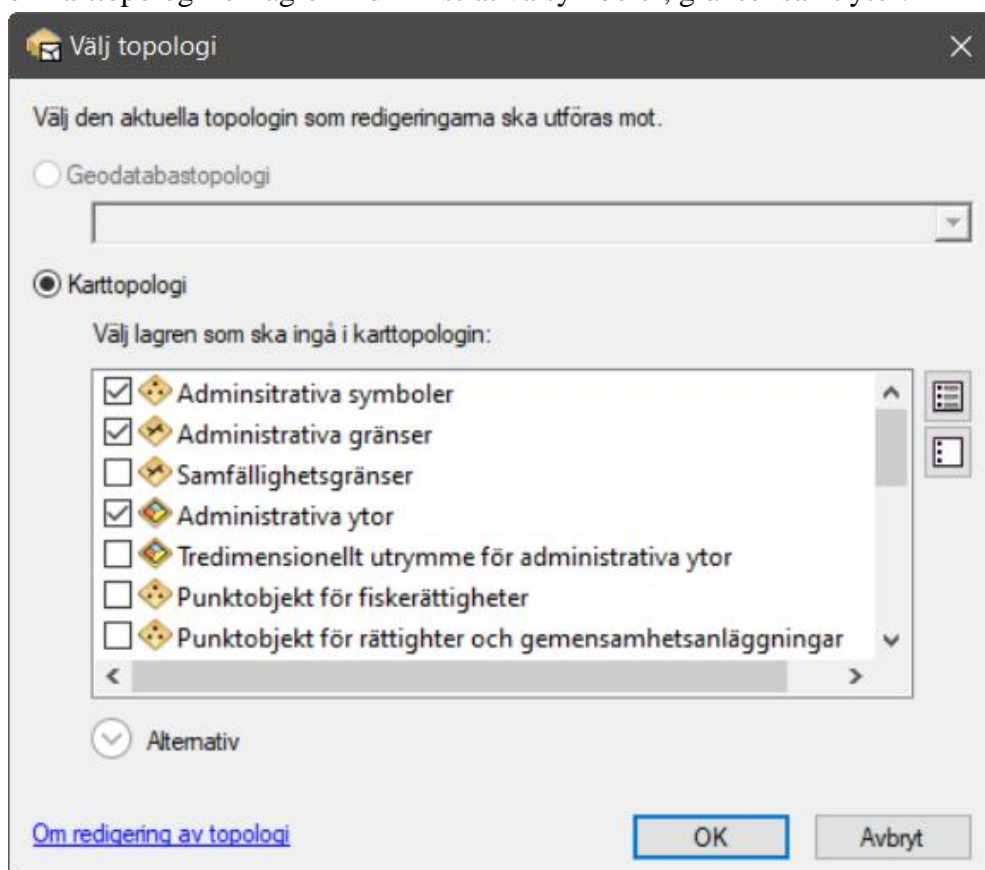 Välj topologi
Välj den aktuella topologin som redigeringarna ska utföras mot.
Geodatabastopologi
Karttopologi
Välj lagren som ska ingå i karttopologin:
Adminsitrativa symboler
Administrativa gränser
Samfällighetsgränser
Administrativa ytor
Tredimensionellt utrymme för administrativa ytor
Punktobjekt för fiskerättigheter
Punktobjekt för rättighter och gemensamhetsanläggningar
Alternativ
Om redigering av topologi
OK Avbryt